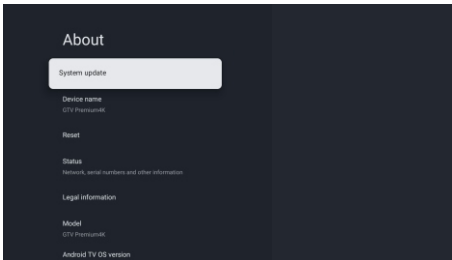 About
System update
Device name
GTV Premium4K
Reset
Status
Network, serial numbers and other information
Legal information
Model
GTV Premium4K
Android TV OS version